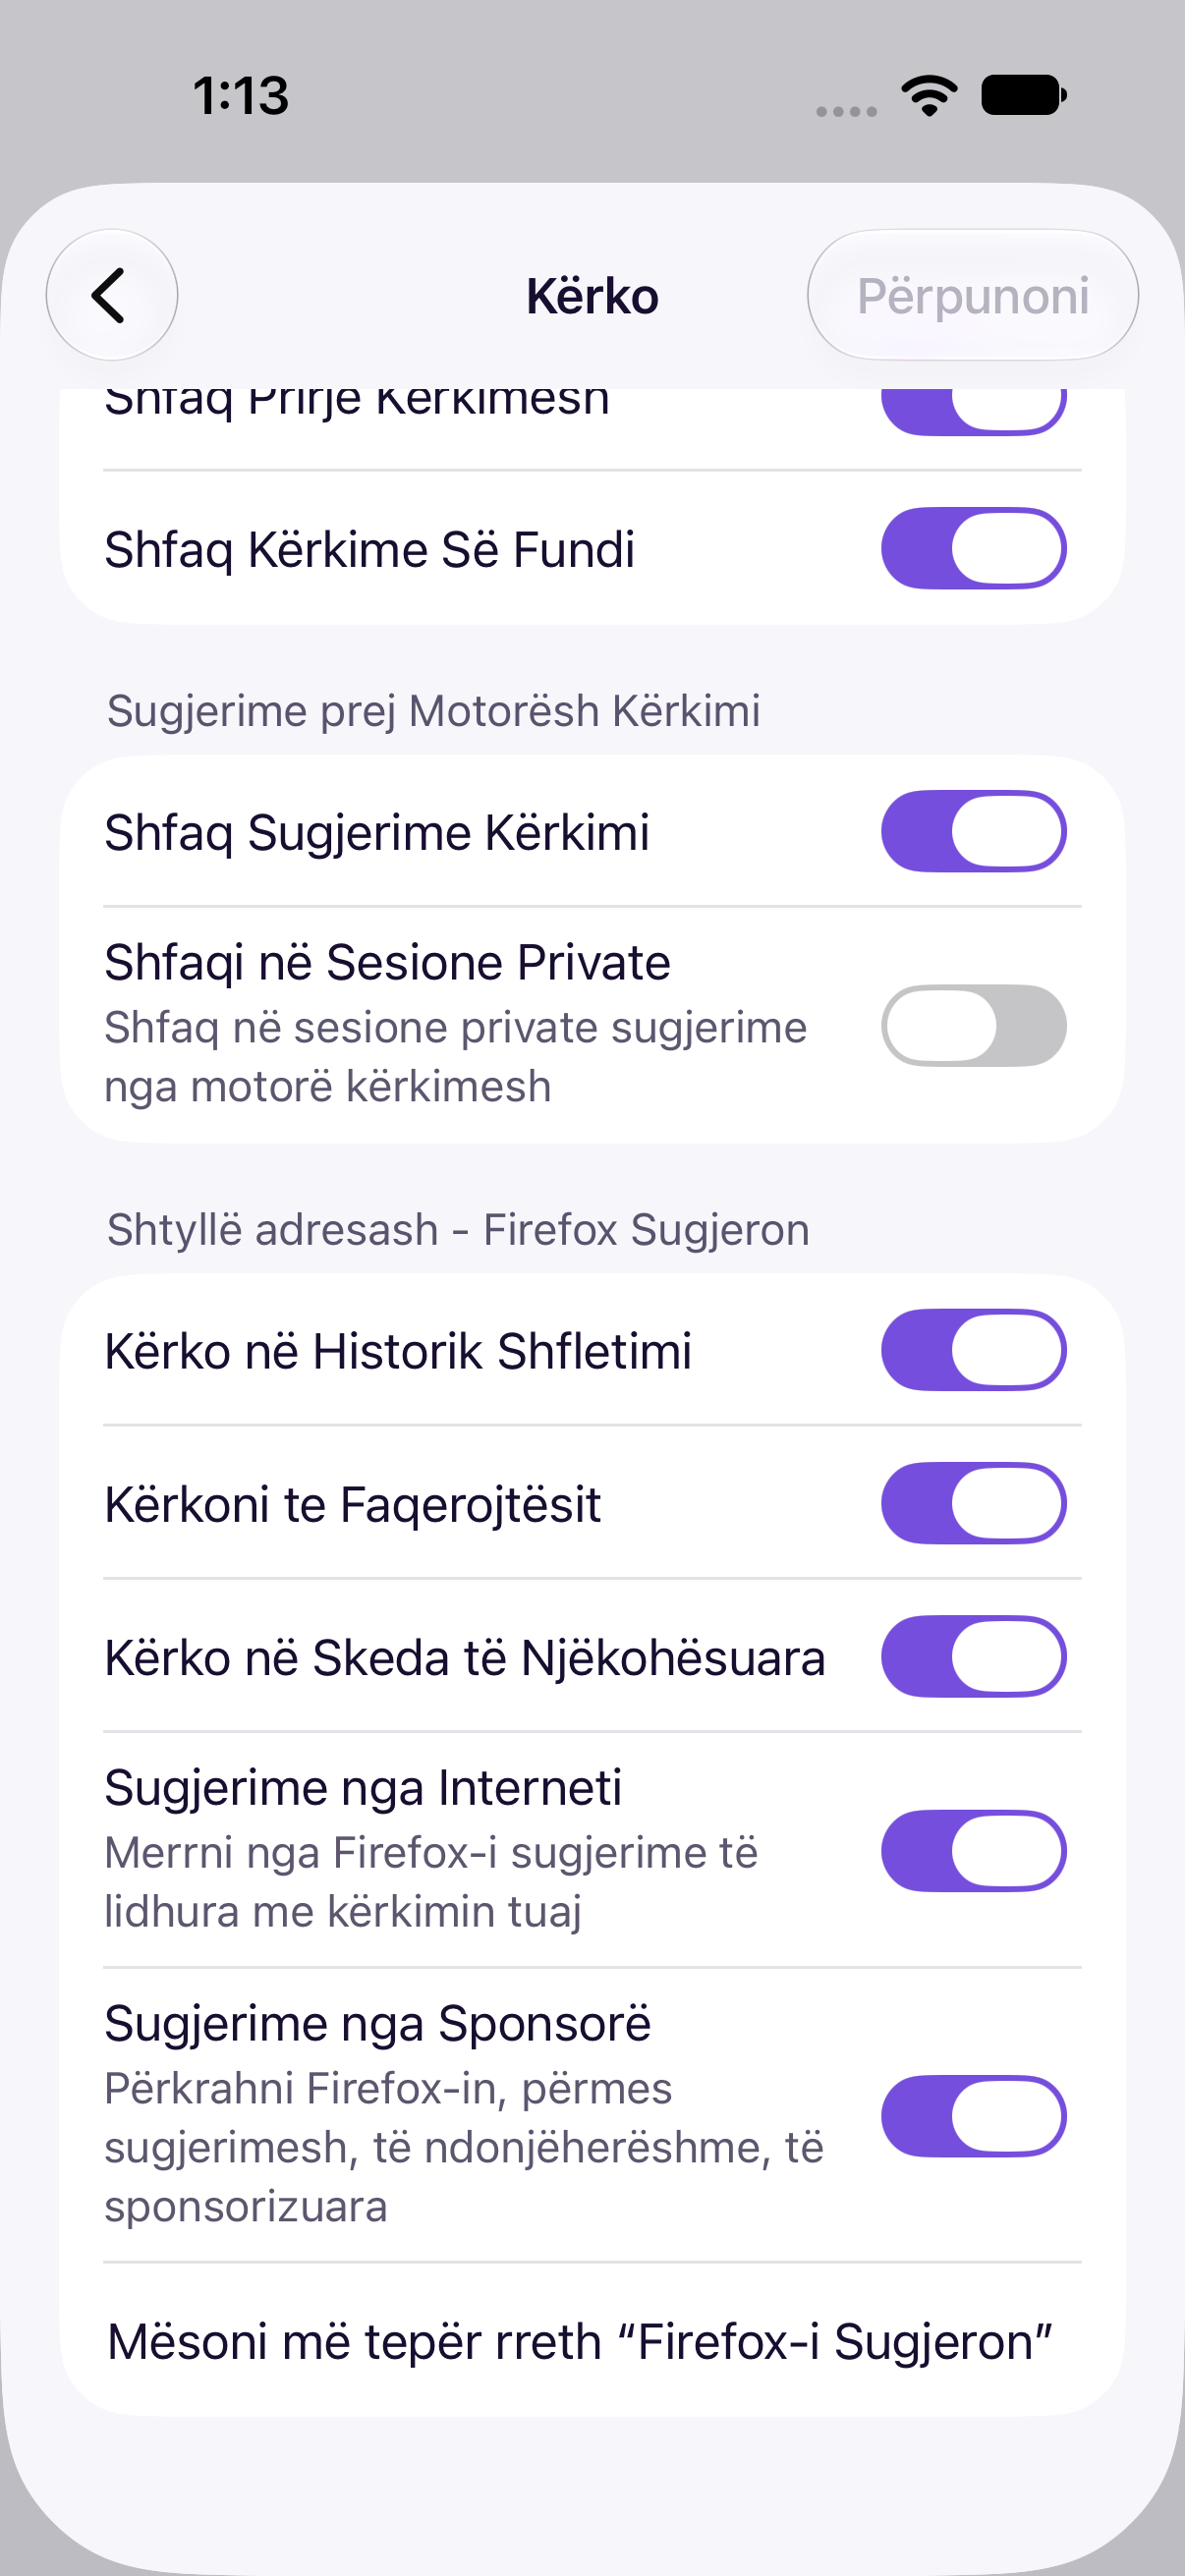 1:13
Kërko
Përpunoni
Shfaq Prirje Kërkimesh
Shfaq Kërkime Së Fundi
Sugjerime prej Motorësh Kërkimi
Shfaq Sugjerime Kërkimi
Shfaqi në Sesione Private
Shfaq në sesione private sugjerime
nga motorë kërkimesh
Shtyllë adresash - Firefox Sugjeron
Kërko në Historik Shfletimi
Kërkoni te Faqerojtësit
Kërko në Skeda të Njëkohësuara
Sugjerime nga Interneti
Merrni nga Firefox-i sugjerime të
lidhura me kërkimin tuaj
Sugjerime nga Sponsorë
Përkrahni Firefox-in, përmes
sugjerimesh, të ndonjëherëshme, të
sponsorizuara
Mësoni më tepër rreth “Firefox-i Sugjeron”